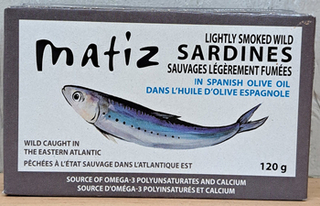 matiz
LIGHTLY SMOKED WILD
SARDINES
SAUVAGES LÉGÈREMENT FUMÉES
IN SPANISH OLIVE OIL
DANS L'HUILE D'OLIVE ESPAGNOLE
WILD CAUGHT IN
THE EASTERN ATLANTIC
PÊCHÉES À L'ÉTAT SAUVAGE DANS L'ATLANTIQUE EST
120 g
SOURCE OF OMEGA-3 POLYUNSATURATES AND CALCIUM
SOURCE D'OMÉGA-3 POLYINSATURÉS ET CALCIUM